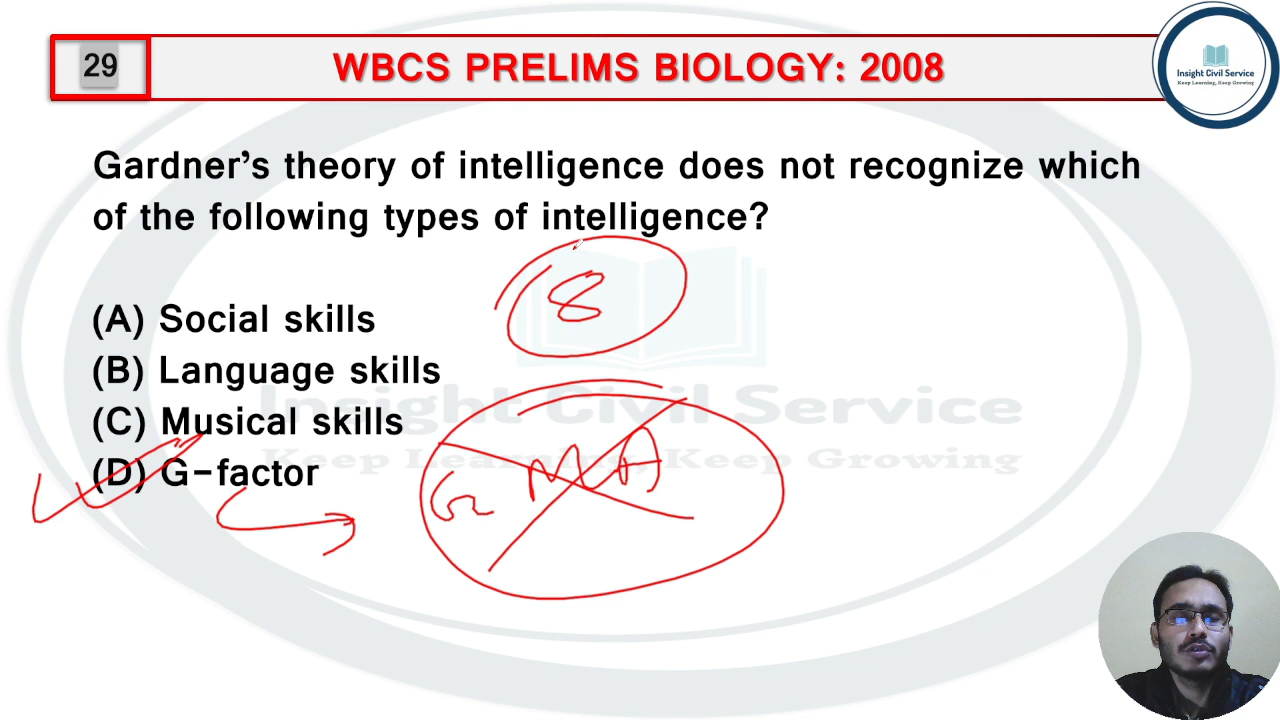 29
WBCS PRELIMS BIOLOGY: 2008
Insight Civil Service
Keep Learning, Keep Growing
Gardner's theory of intelligence does not recognize which
of the following types of intelligence?
8
(A) Social skills
(B) Language skills
(C) Musical skills
(D) G-factor
Insight Civil Service
Keep Learning, Keep Growing
G M A